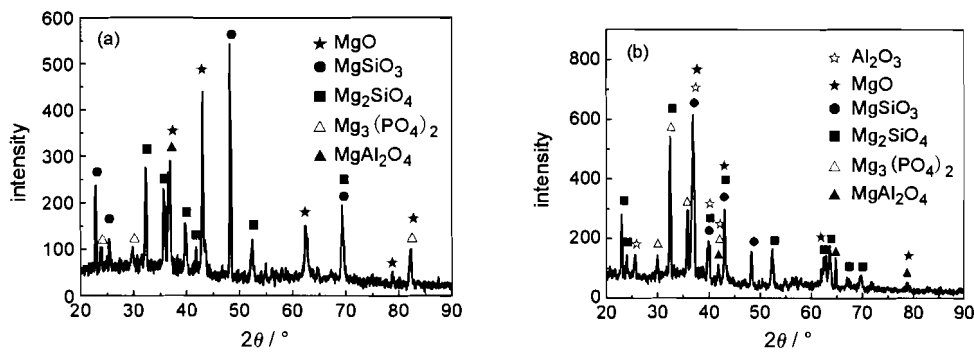 (a)
★ MgO
● MgSiO₃
■ Mg₂SiO₄
△ Mg₃(PO₄)₂
▲ MgAl₂O₄
intensity
600
500
400
300
200
100
0
20 30 40 50 60 70 80 90
2θ / °
(b)
☆ Al₂O₃
★ MgO
● MgSiO₃
■ Mg₂SiO₄
△ Mg₃(PO₄)₂
▲ MgAl₂O₄
intensity
800
600
400
200
0
20 30 40 50 60 70 80 90
2θ / °